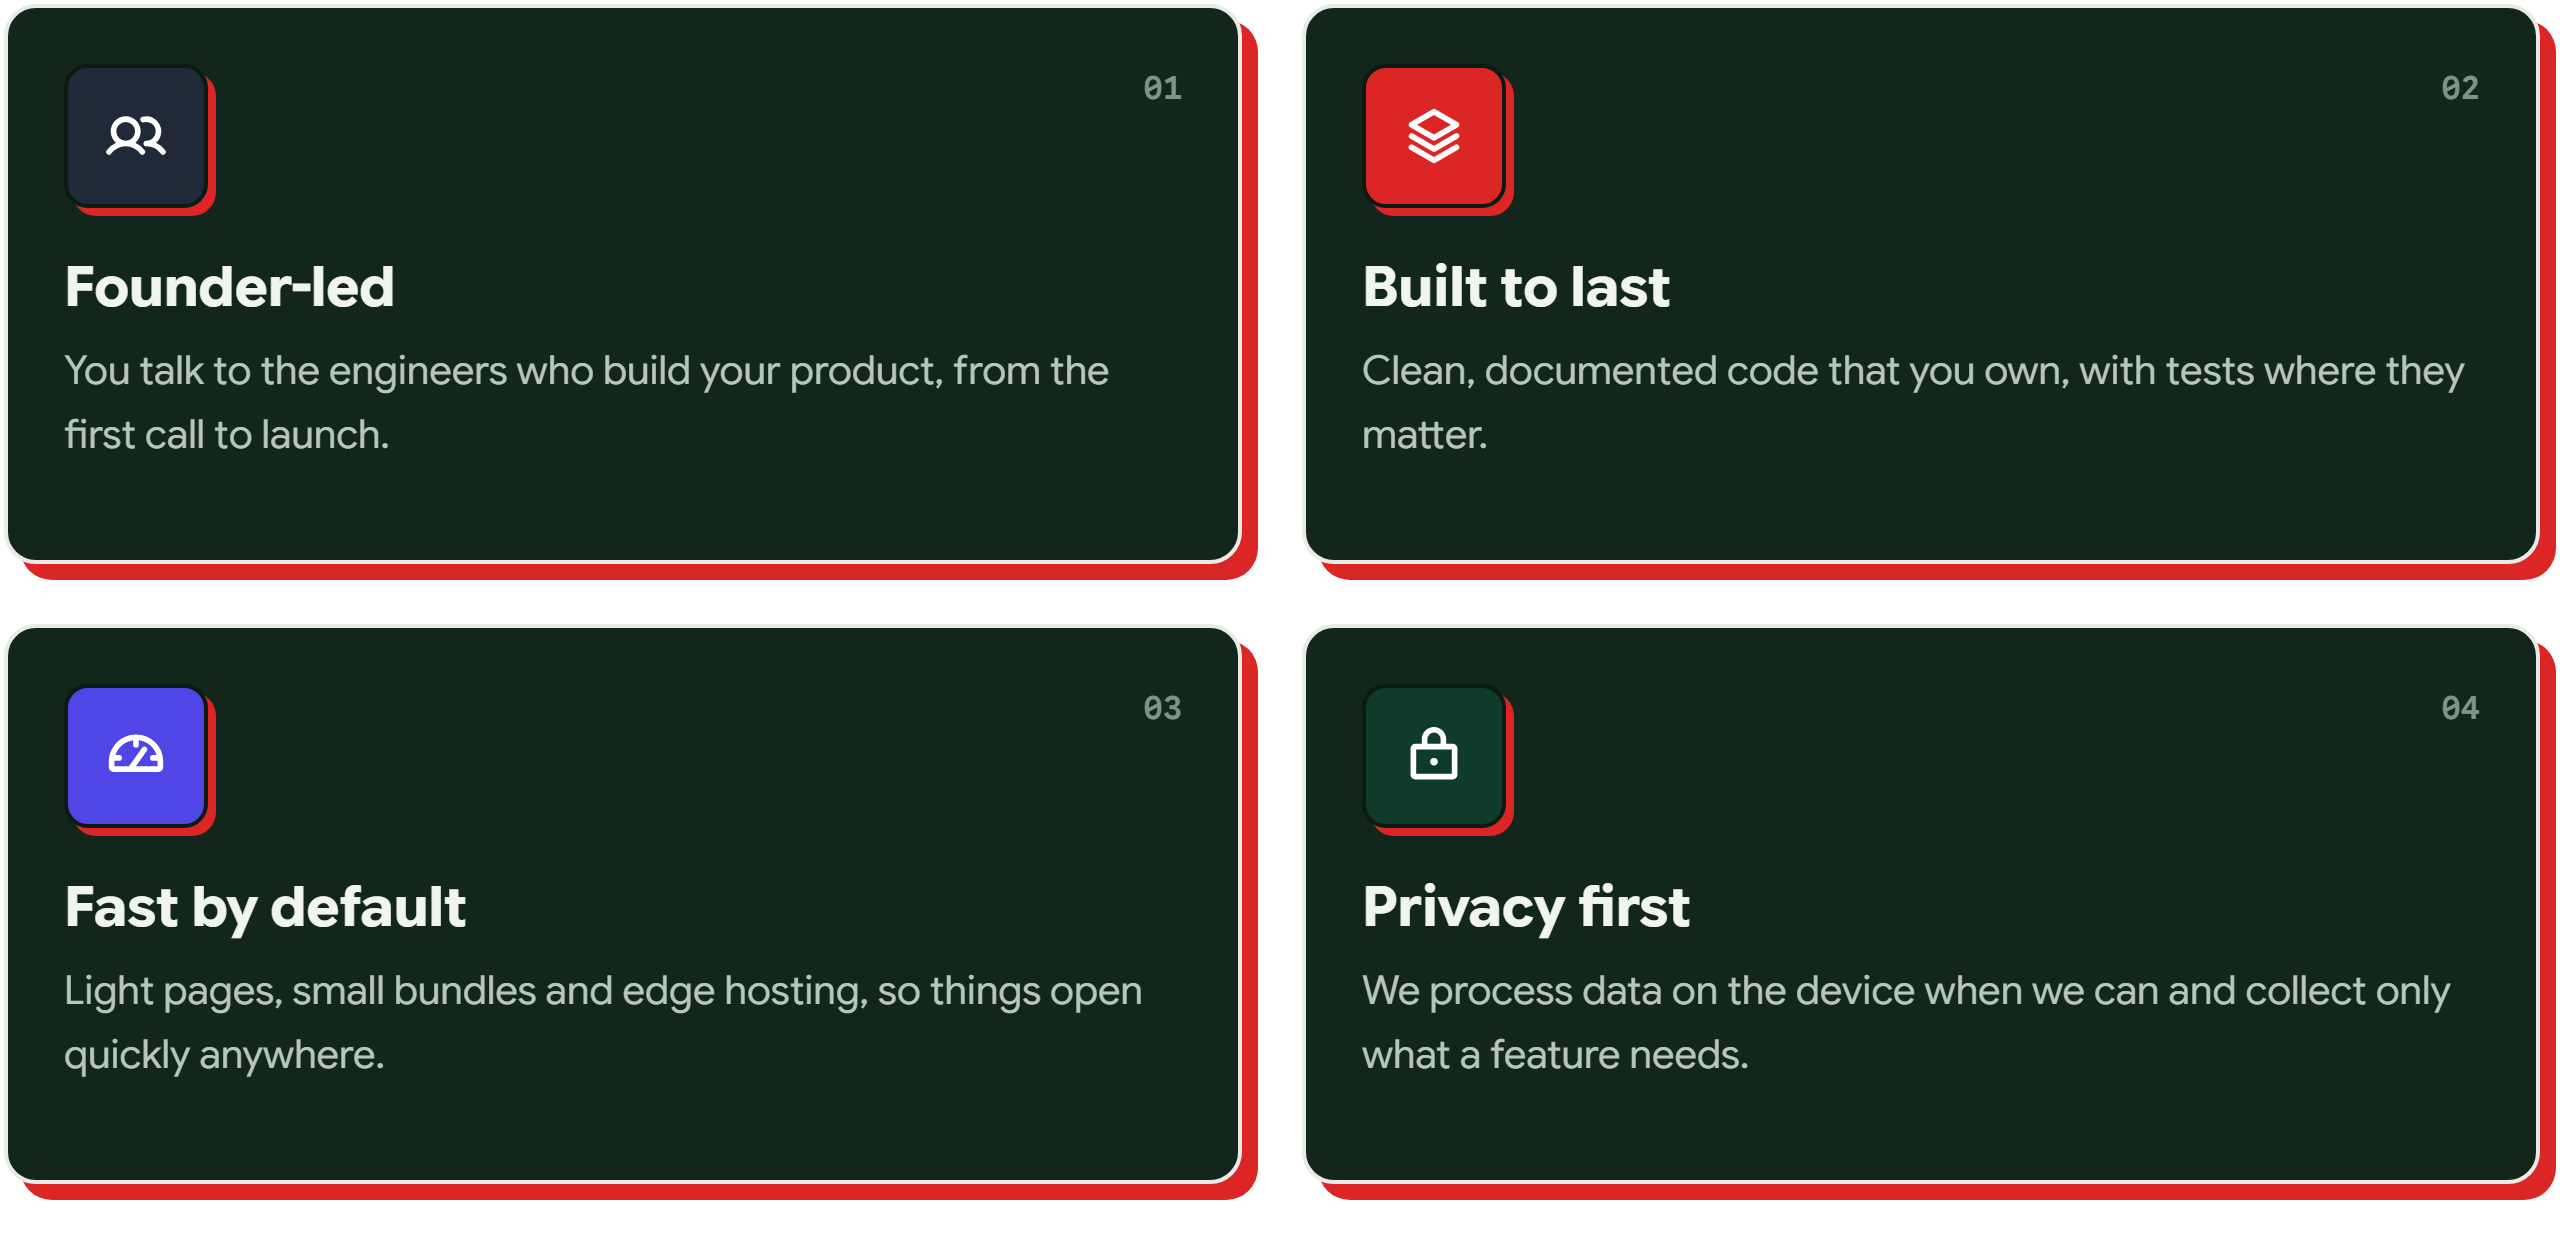 01
Founder-led
You talk to the engineers who build your product, from the
first call to launch.
02
Built to last
Clean, documented code that you own, with tests where they
matter.
03
Fast by default
Light pages, small bundles and edge hosting, so things open
quickly anywhere.
04
Privacy first
We process data on the device when we can and collect only
what a feature needs.